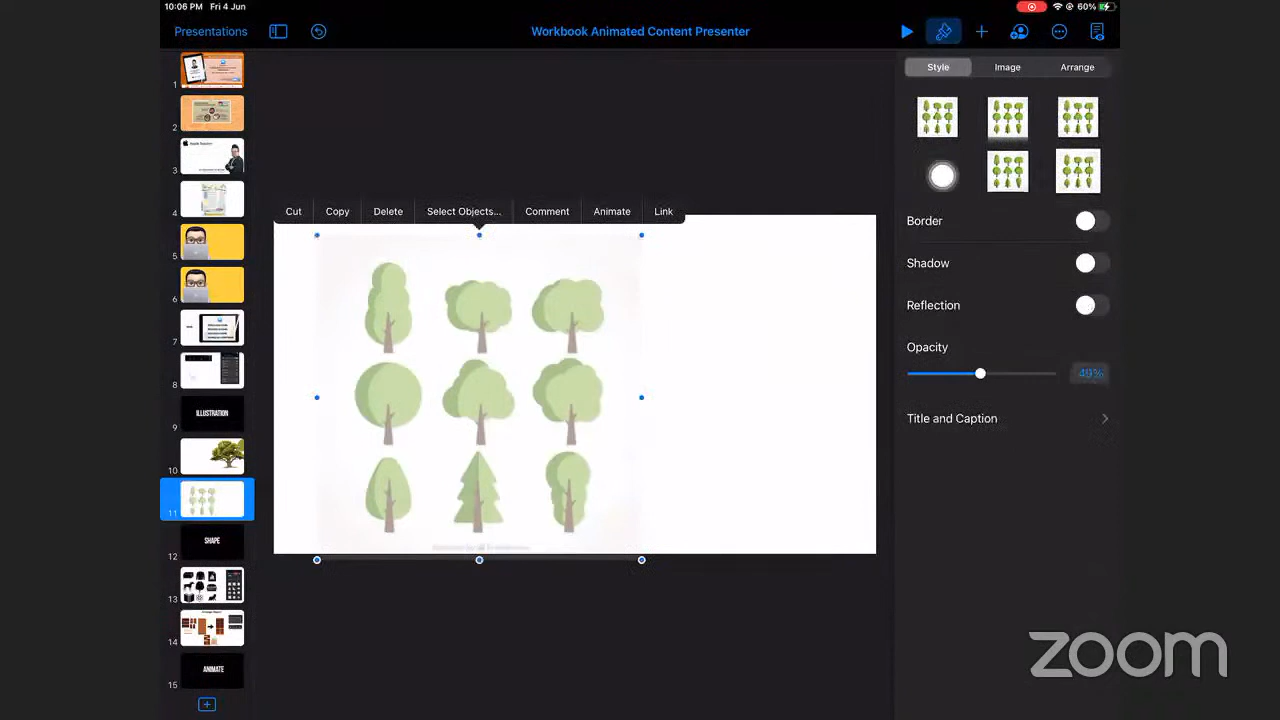 10:06 PM Fri 4 Jun
60%
Presentations
Workbook Animated Content Presenter
Style
Image
Arrange
Cut
Copy
Delete
Select Objects...
Comment
Animate
Link
Border
Shadow
Reflection
Opacity
49%
Title and Caption
1
2
3
Apple Teacher
4
5
6
7
8
9
ILLUSTRATION
10
11
12
SHAPE
13
14
15
ANIMATE
zoom